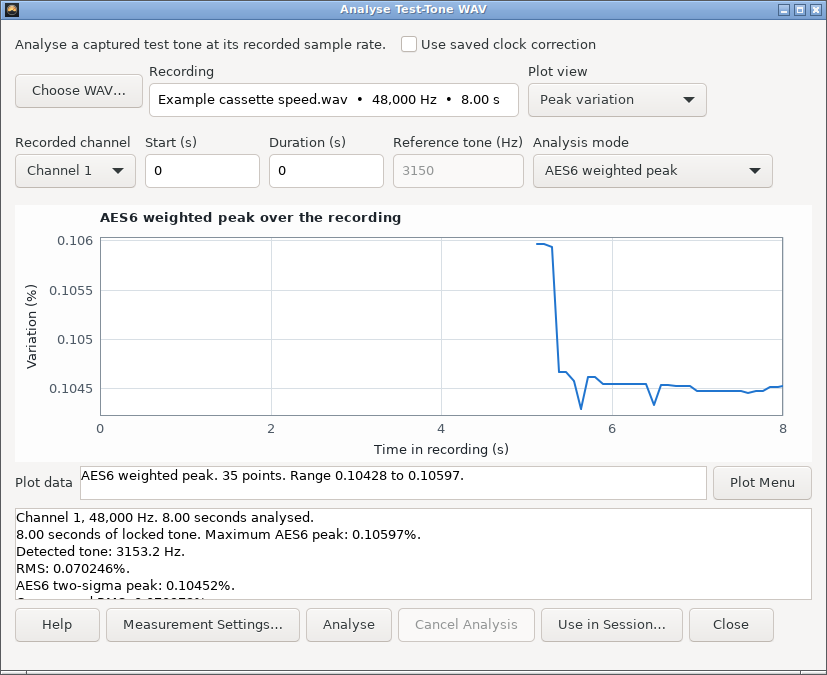 Analyse Test-Tone WAV
Analyse a captured test tone at its recorded sample rate. Use saved clock correction
Choose WAV...
Recording
Example cassette speed.wav • 48,000 Hz • 8.00 s
Plot view
Peak variation
Recorded channel
Channel 1
Start (s)
0
Duration (s)
0
Reference tone (Hz)
3150
Analysis mode
AES6 weighted peak
AES6 weighted peak over the recording
Variation (%)
0.106
0.1055
0.105
0.1045
0 2 4 6 8
Time in recording (s)
Plot data
AES6 weighted peak. 35 points. Range 0.10428 to 0.10597.
Plot Menu
Channel 1, 48,000 Hz. 8.00 seconds analysed.
8.00 seconds of locked tone. Maximum AES6 peak: 0.10597%.
Detected tone: 3153.2 Hz.
RMS: 0.070246%.
AES6 two-sigma peak: 0.10452%.
Help Measurement Settings... Analyse Cancel Analysis Use in Session... Close